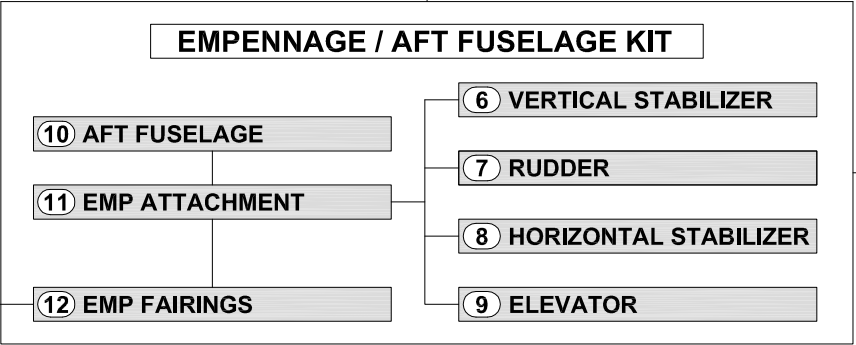 EMPENNAGE / AFT FUSELAGE KIT
10 AFT FUSELAGE
11 EMP ATTACHMENT
12 EMP FAIRINGS
6 VERTICAL STABILIZER
7 RUDDER
8 HORIZONTAL STABILIZER
9 ELEVATOR